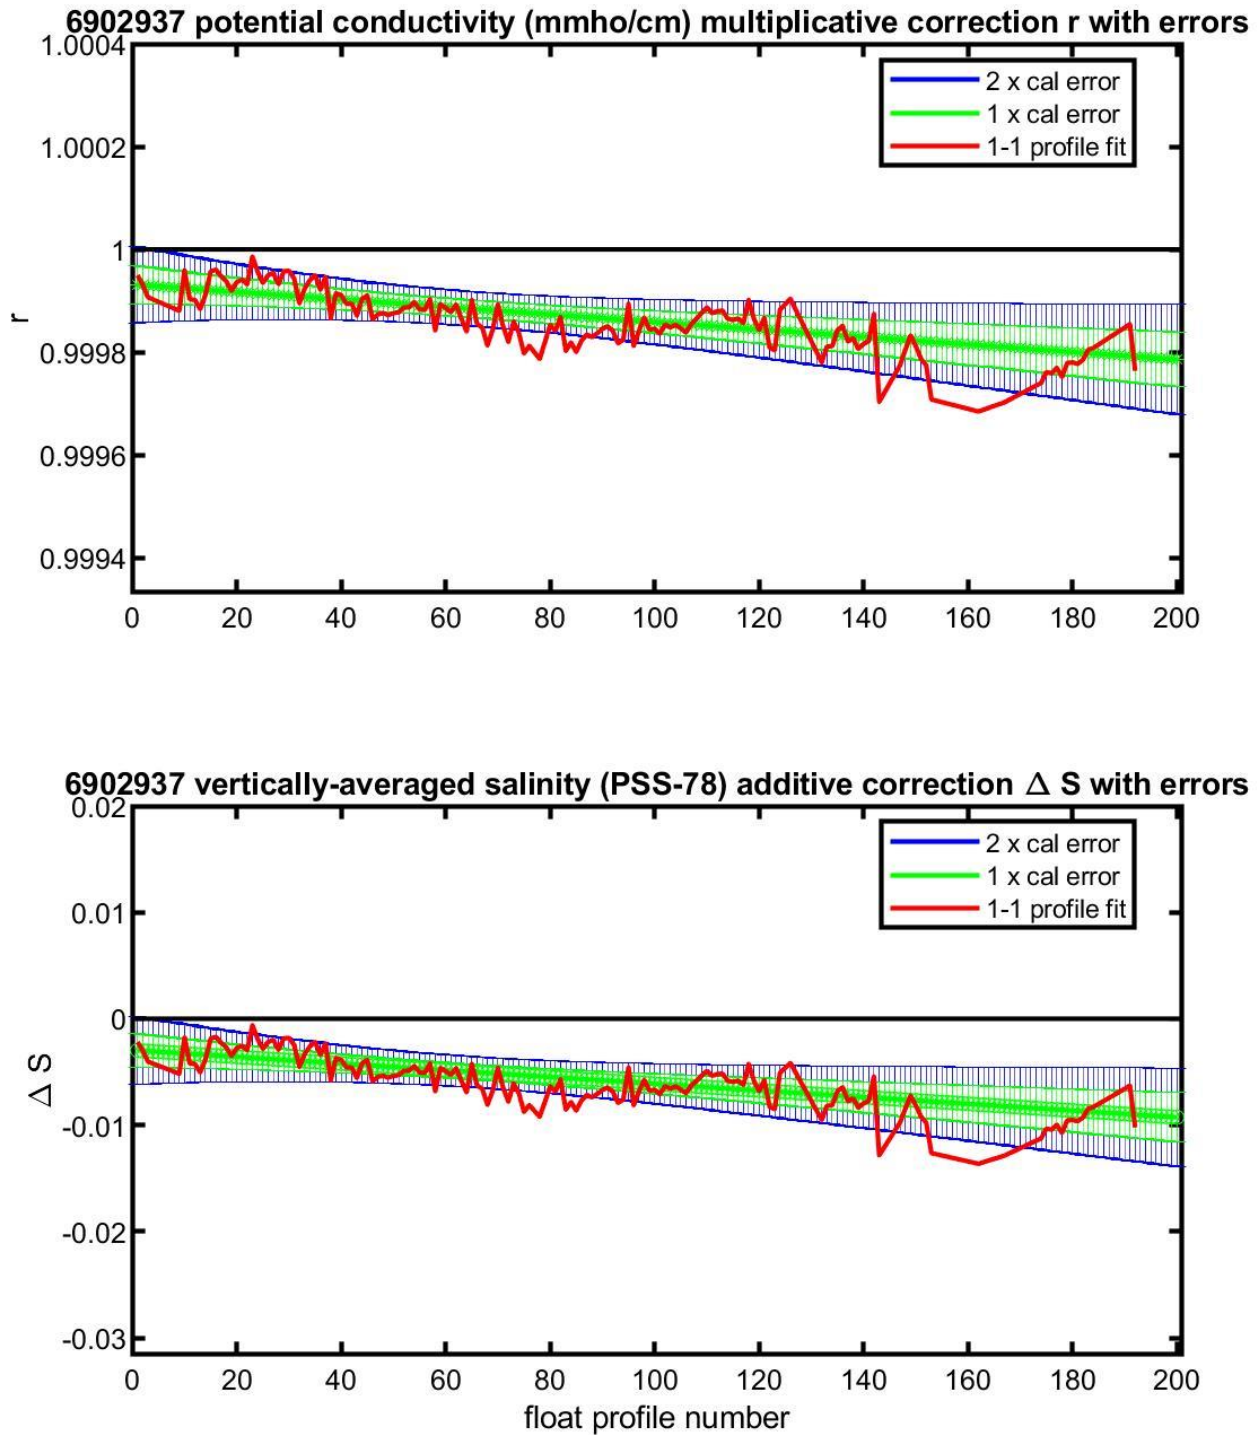 6902937 potential conductivity (mmho/cm) multiplicative correction r with errors
1.0004
1.0002
1
0.9998
0.9996
0.9994
r
2 x cal error
1 x cal error
1-1 profile fit
0 20 40 60 80 100 120 140 160 180 200
6902937 vertically-averaged salinity (PSS-78) additive correction Δ S with errors
0.02
0.01
0
-0.01
-0.02
-0.03
Δ S
2 x cal error
1 x cal error
1-1 profile fit
0 20 40 60 80 100 120 140 160 180 200
float profile number